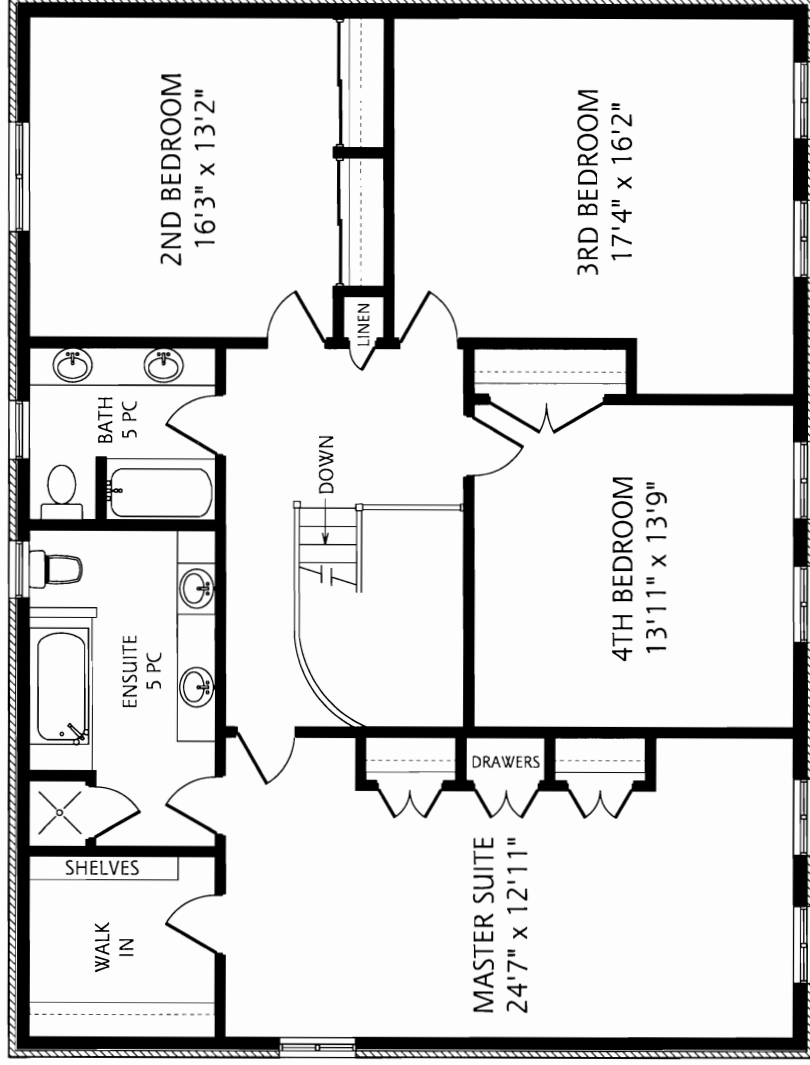 2ND BEDROOM
16'3" x 13'2"
3RD BEDROOM
17'4" x 16'2"
LINEN
BATH
5 PC
DOWN
4TH BEDROOM
13'11" x 13'9"
ENSUITE
5 PC
DRAWERS
SHELVES
WALK
IN
MASTER SUITE
24'7" x 12'11"